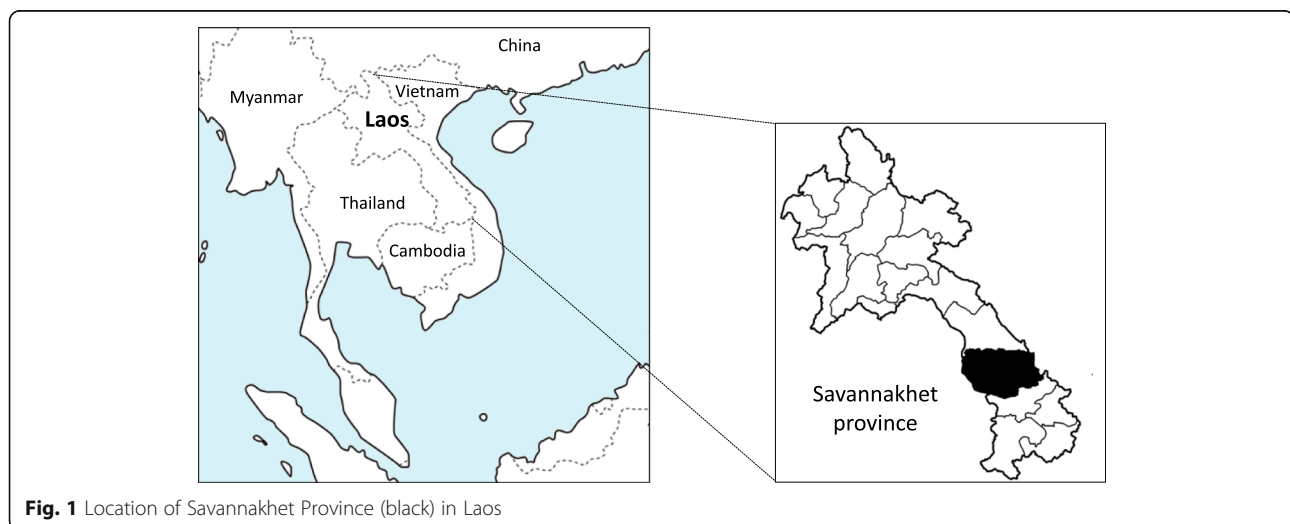 China
Myanmar
Vietnam
Laos
Thailand
Cambodia
Savannakhet
province
Fig. 1 Location of Savannakhet Province (black) in Laos